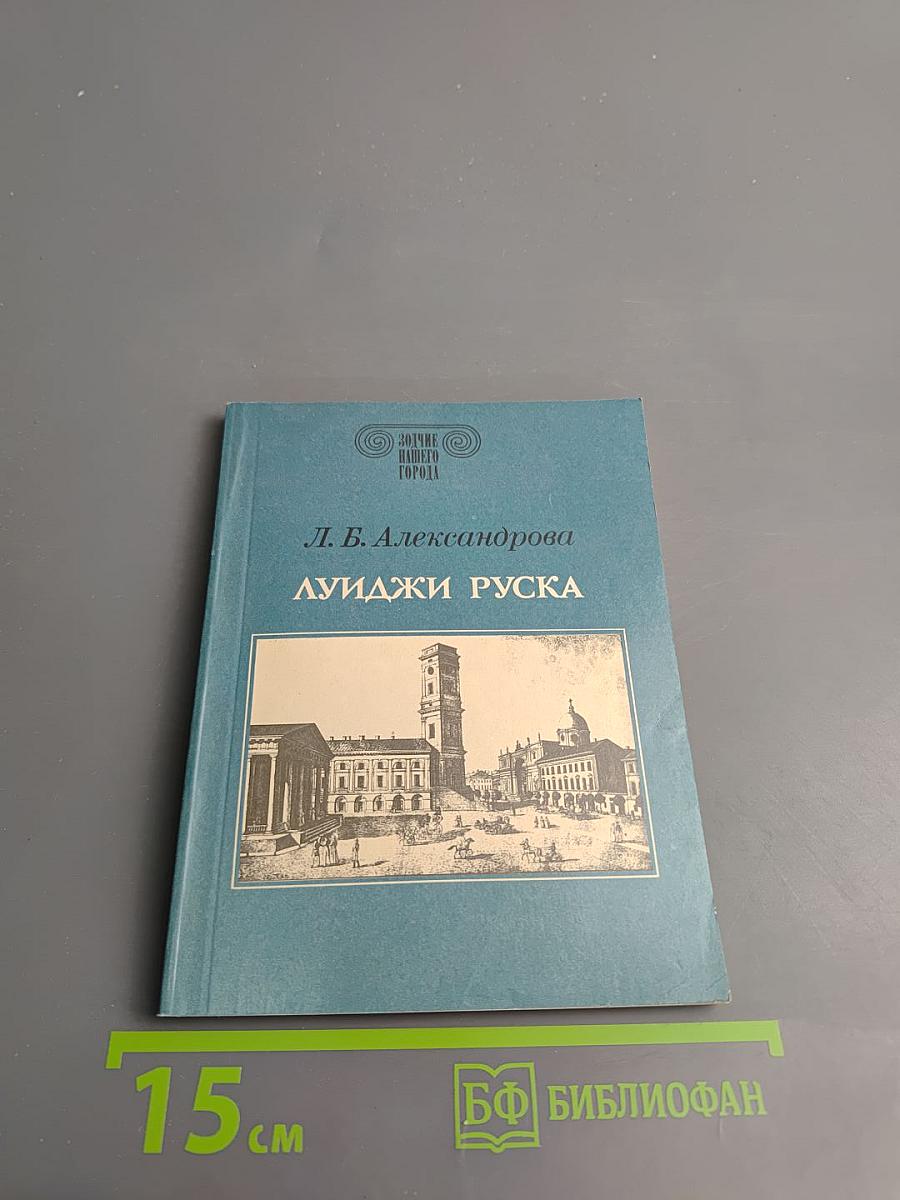 ЗОДЧИЕ
НАШЕГО
ГОРОДА
Л. Б. Александрова
ЛУИДЖИ РУСКА
15 см
БФ БИБЛИОФАН